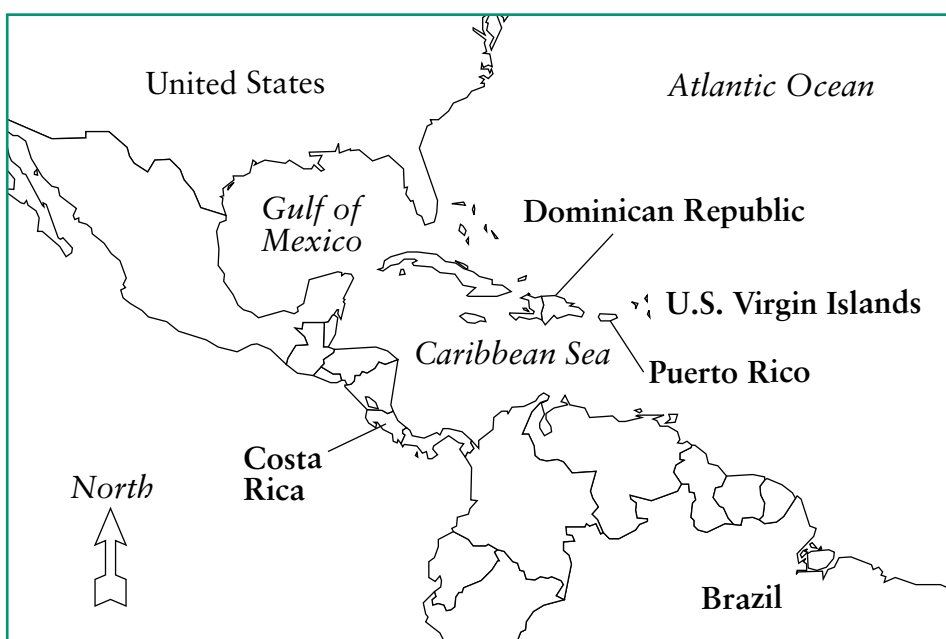 United States
Atlantic Ocean
Gulf of
Mexico
Dominican Republic
U.S. Virgin Islands
Caribbean Sea
Puerto Rico
Costa
Rica
North
Brazil